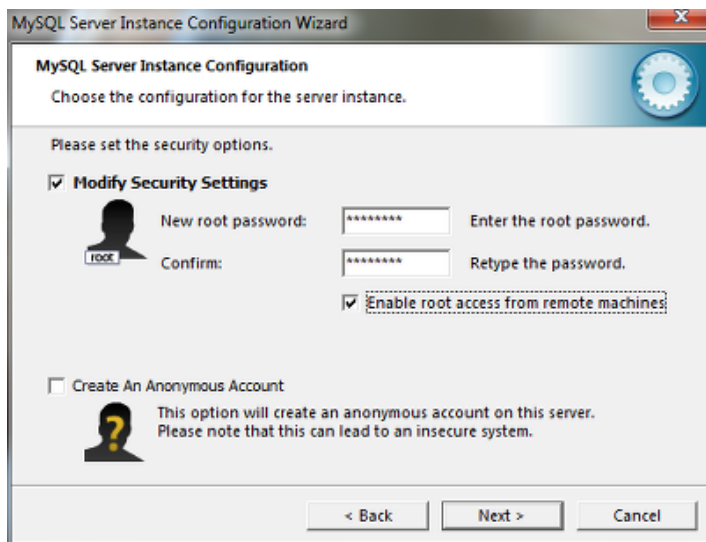 MySQL Server Instance Configuration Wizard
MySQL Server Instance Configuration
Choose the configuration for the server instance.
Please set the security options.
Modify Security Settings
New root password: ******** Enter the root password.
root
Confirm: ******** Retype the password.
Enable root access from remote machines
Create An Anonymous Account
This option will create an anonymous account on this server.
Please note that this can lead to an insecure system.
< Back Next > Cancel